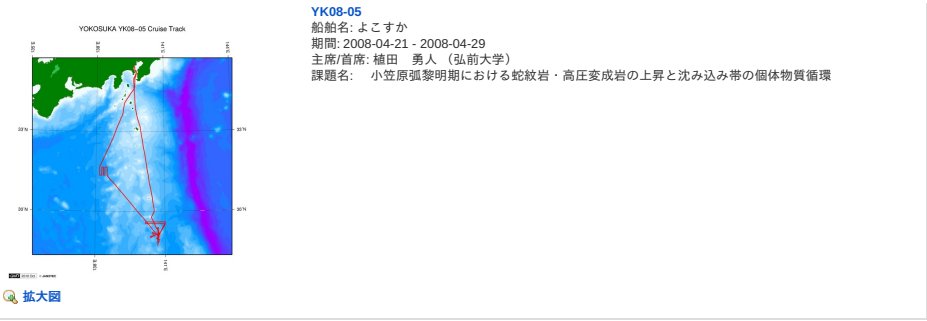 YK08-05
船舶名: よこすか
期間: 2008-04-21 - 2008-04-29
主席/首席: 植田　勇人 （弘前大学）
課題名:　 小笠原弧黎明期における蛇紋岩・高圧変成岩の上昇と沈み込み帯の個体物質循環
YOKOSUKA YK08-05 Cruise Track
拡大図